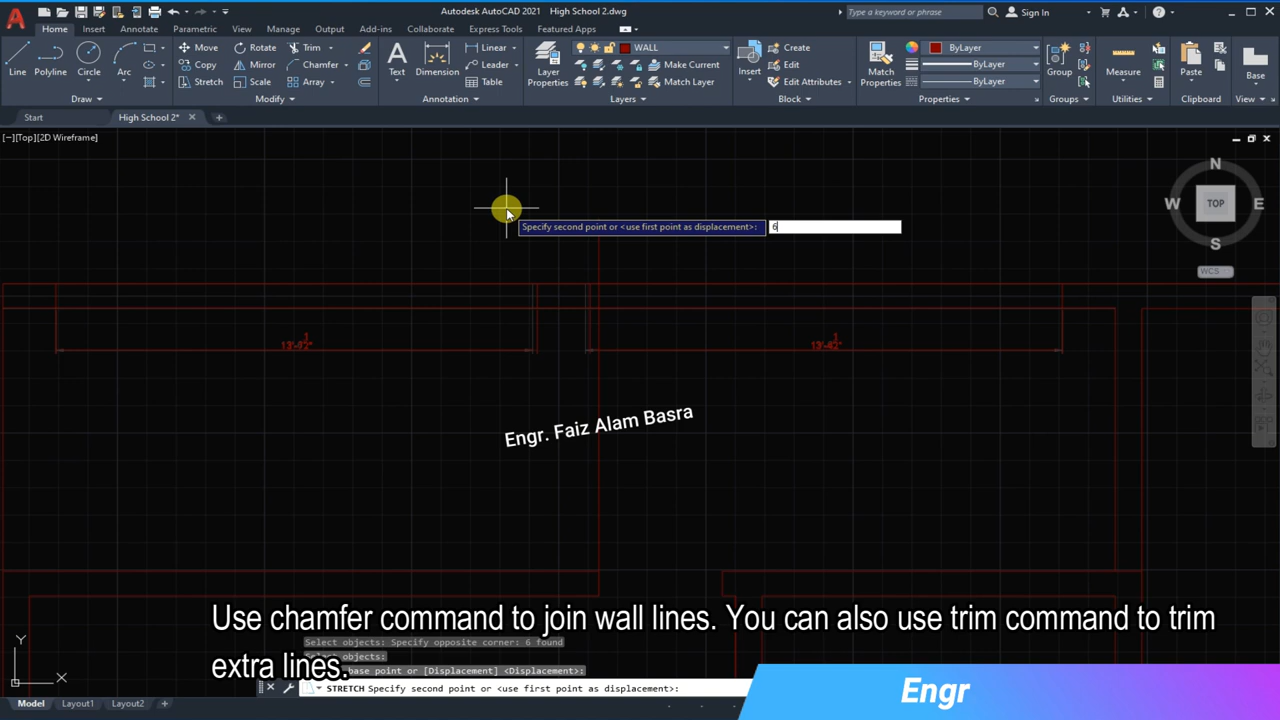 Autodesk AutoCAD 2021 High School 2.dwg
Type a keyword or phrase
Sign In
Home Insert Annotate Parametric View Manage Output Add-ins Collaborate Express Tools Featured Apps
Line Polyline Circle Arc
Move Rotate Trim
Copy Mirror Chamfer
Stretch Scale Array
Text Dimension
Linear
Leader
Table
Layer Properties
WALL
Make Current
Match Layer
Insert
Create
Edit
Edit Attributes
Match Properties
ByLayer
ByLayer
ByLayer
Group
Measure
Paste
Base
Draw Modify Annotation Layers Block Properties Groups Utilities Clipboard View
Start High School 2*
[−][Top][2D Wireframe]
N
W TOP E
S
WCS
Specify second point or <use first point as displacement>: 6
Engr. Faiz Alam Basra
Use chamfer command to join wall lines. You can also use trim command to trim
extra lines.
Select objects: Specify opposite corner: 6 found
Select objects:
base point or [Displacement] <Displacement>:
STRETCH Specify second point or <use first point as displacement>:
Y
X
Engr
Model Layout1 Layout2